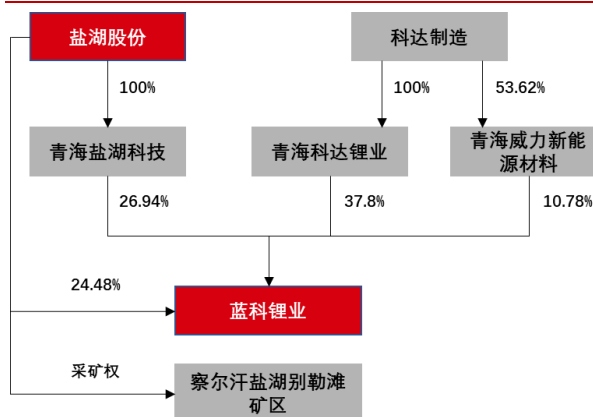 盐湖股份
科达制造
100%
100%
53.62%
青海盐湖科技
青海科达锂业
青海威力新能
源材料
26.94%
37.8%
10.78%
24.48%
蓝科锂业
采矿权
察尔汗盐湖别勒滩
矿区